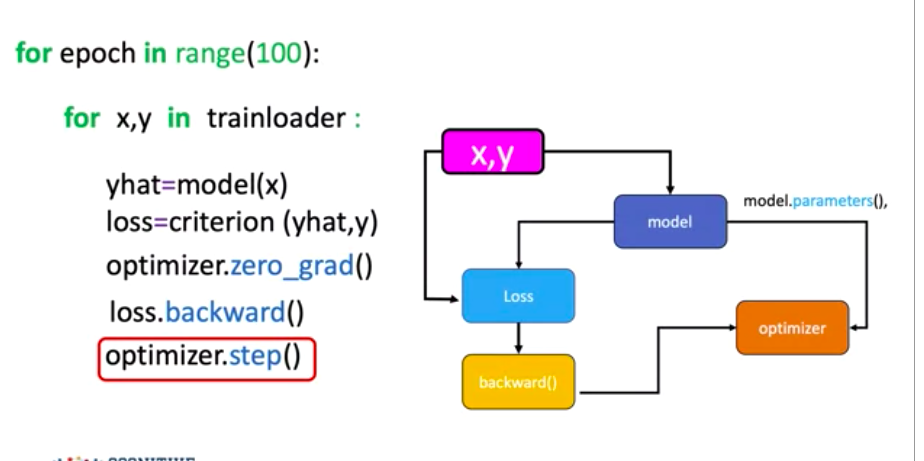 for epoch in range(100):
for x,y in trainloader :
yhat=model(x)
loss=criterion (yhat,y)
optimizer.zero_grad()
loss.backward()
optimizer.step()
x,y
model
model.parameters(),
Loss
optimizer
backward()